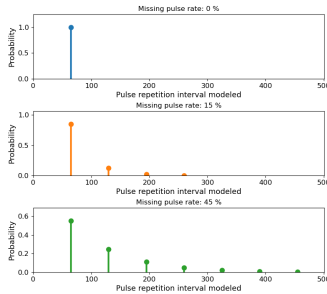 Missing pulse rate: 0 %
1.0
0.5
0.0
Probability
0 100 200 300 400 500
Pulse repetition interval modeled
Missing pulse rate: 15 %
1.0
0.5
0.0
Probability
0 100 200 300 400 500
Pulse repetition interval modeled
Missing pulse rate: 45 %
0.6
0.4
0.2
0.0
Probability
0 100 200 300 400 500
Pulse repetition interval modeled